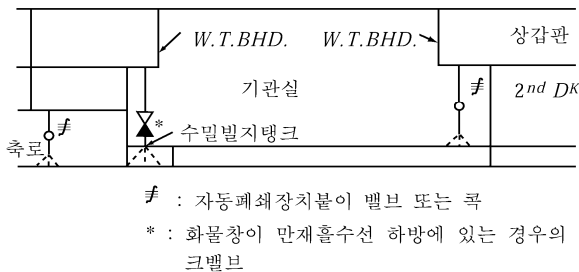 W.T.BHD. W.T.BHD. 상갑판
기관실 2nd DK
*
수밀빌지탱크
축로
: 자동폐쇄장치붙이 밸브 또는 콕
* : 화물창이 만재흘수선 하방에 있는 경우의
크밸브